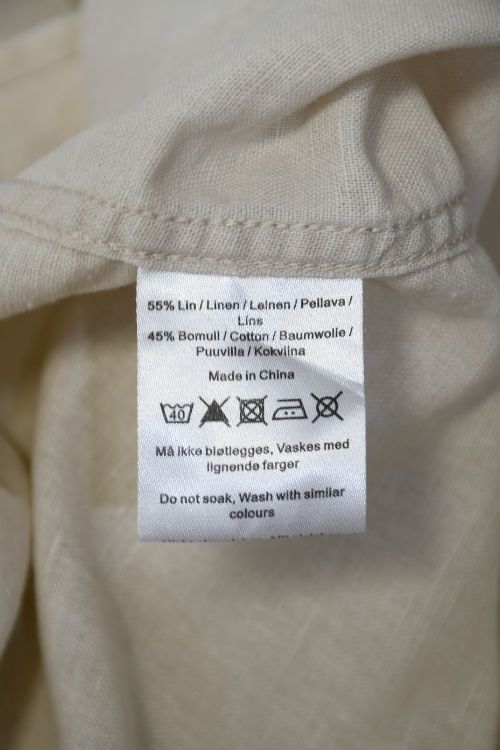 55% Lin / Linen / Leinen / Pellava /
Lins
45% Bomull / Cotton / Baumwolle /
Puuvilla / Kokvilna
Made in China
40
Må ikke bløtlegges, Vaskes med
lignende farger
Do not soak, Wash with similar
colours